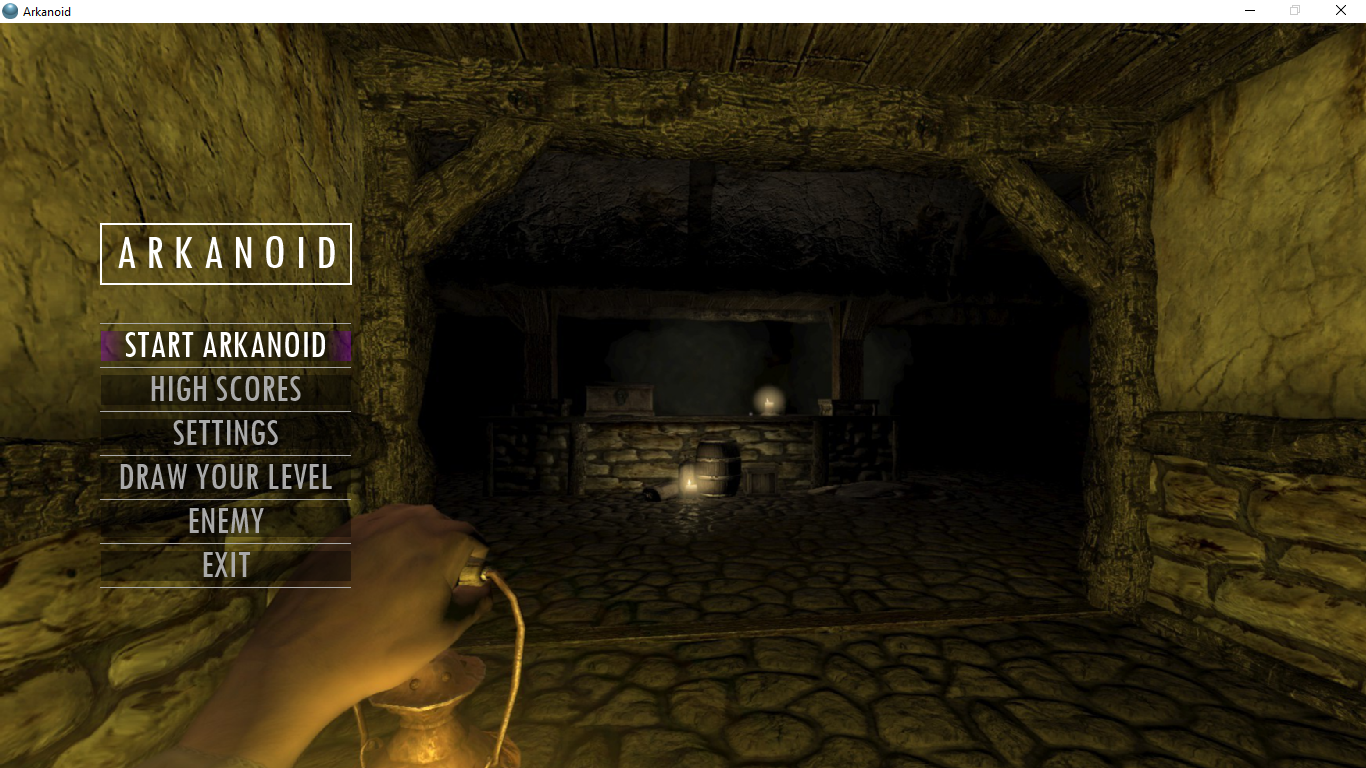 Arkanoid
ARKANOID
START ARKANOID
HIGH SCORES
SETTINGS
DRAW YOUR LEVEL
ENEMY
EXIT